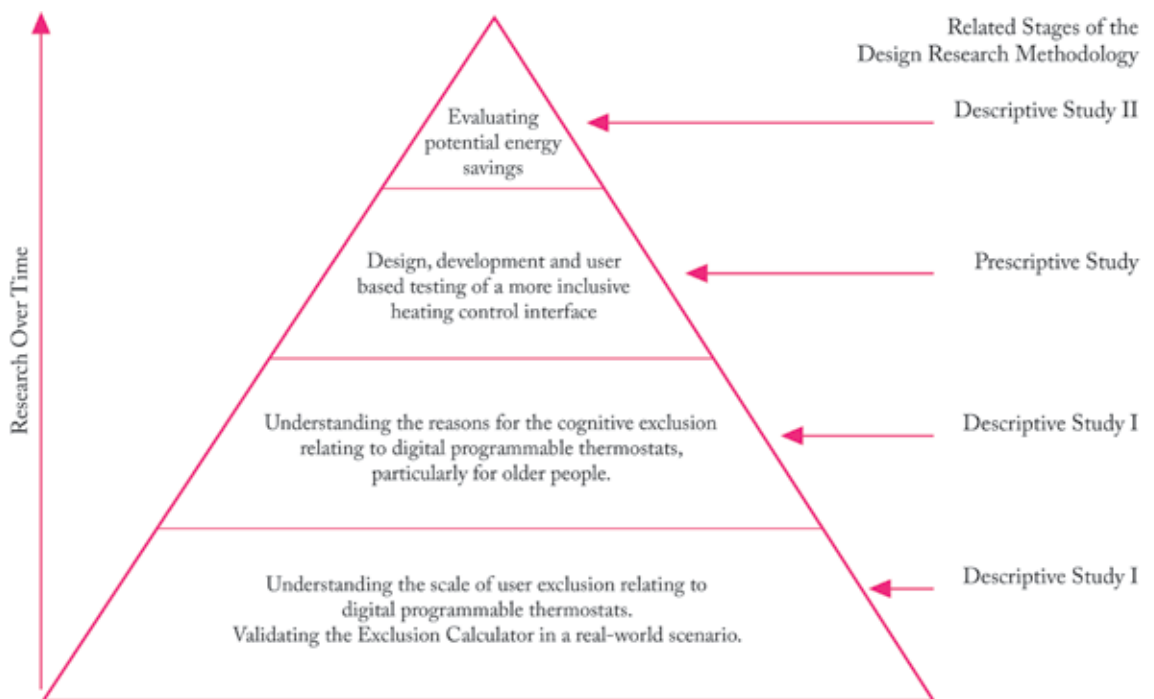 Related Stages of the
Design Research Methodology
Evaluating
potential energy
savings
Descriptive Study II
Design, development and user
based testing of a more inclusive
heating control interface
Prescriptive Study
Understanding the reasons for the cognitive exclusion
relating to digital programmable thermostats,
particularly for older people.
Descriptive Study I
Understanding the scale of user exclusion relating to
digital programmable thermostats.
Validating the Exclusion Calculator in a real-world scenario.
Descriptive Study I
Research Over Time